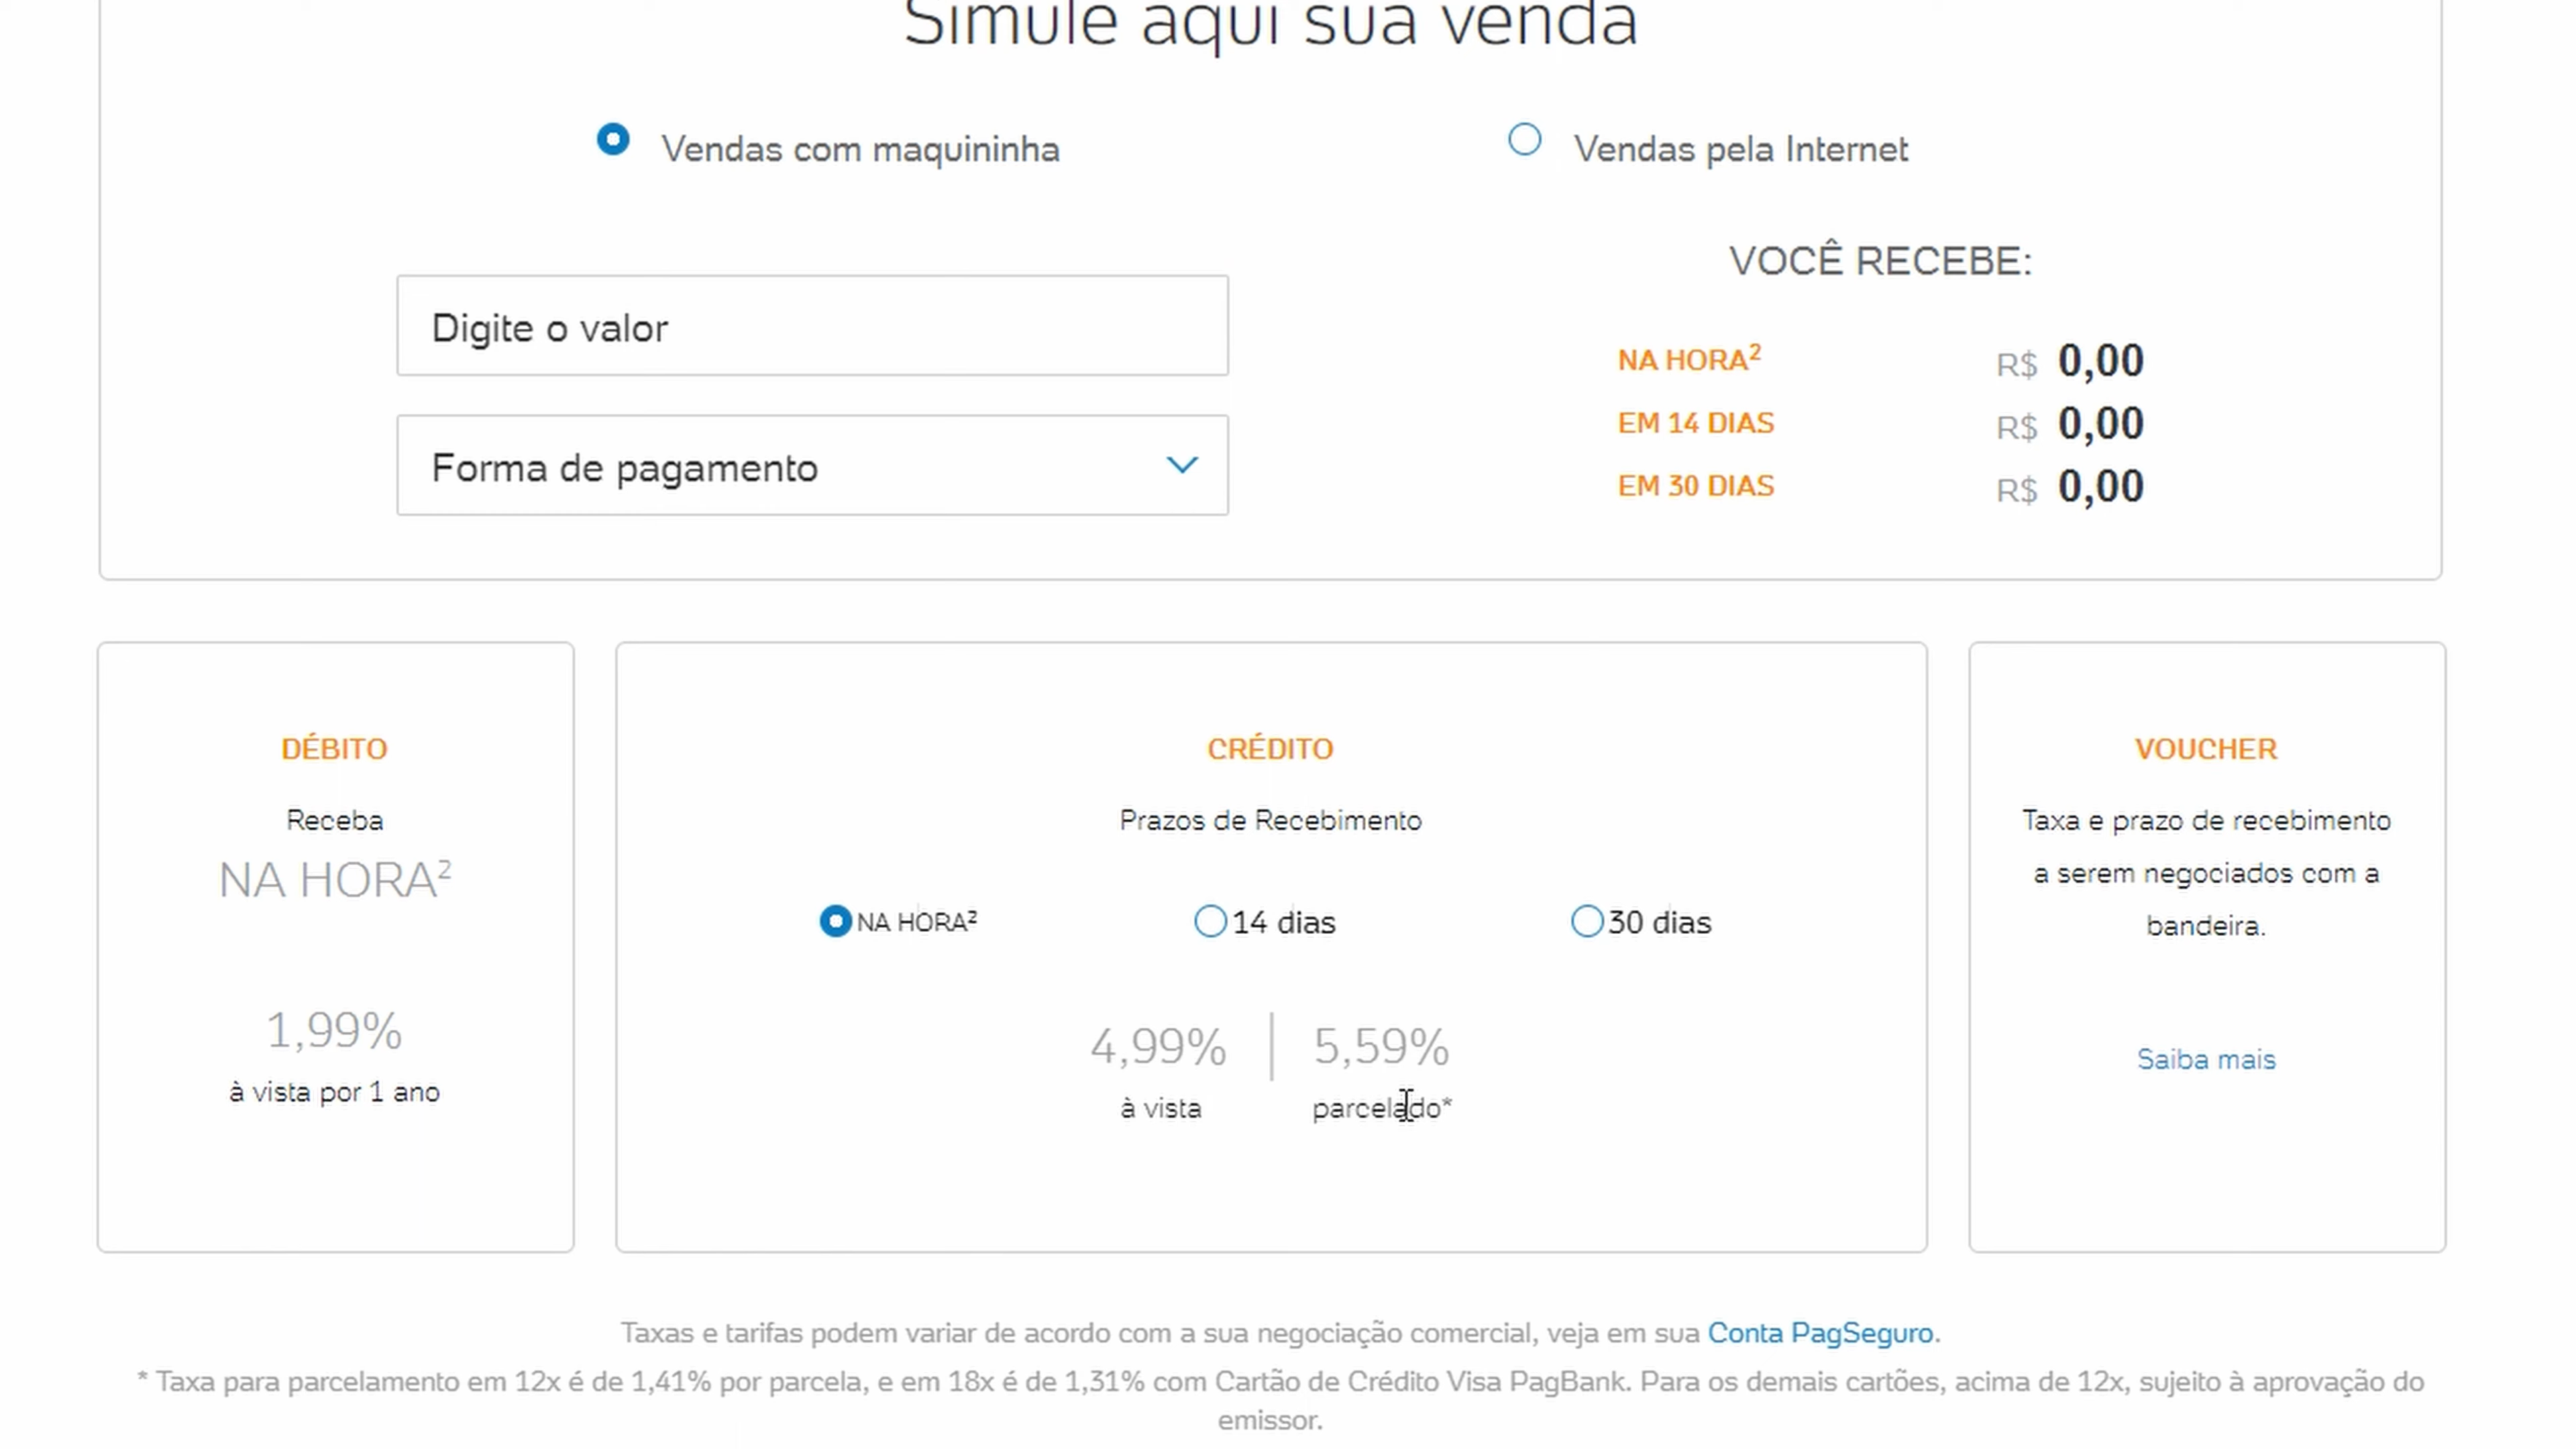 Simule aqui sua venda
Vendas com maquininha
Vendas pela Internet
Digite o valor
Forma de pagamento
VOCÊ RECEBE:
NA HORA² R$ 0,00
EM 14 DIAS R$ 0,00
EM 30 DIAS R$ 0,00
DÉBITO
Receba
NA HORA²
1,99%
à vista por 1 ano
CRÉDITO
Prazos de Recebimento
NA HORA² 14 dias 30 dias
4,99% 5,59%
à vista parcelado*
VOUCHER
Taxa e prazo de recebimento
a serem negociados com a
bandeira.
Saiba mais
Taxas e tarifas podem variar de acordo com a sua negociação comercial, veja em sua Conta PagSeguro.
* Taxa para parcelamento em 12x é de 1,41% por parcela, e em 18x é de 1,31% com Cartão de Crédito Visa PagBank. Para os demais cartões, acima de 12x, sujeito à aprovação do
emissor.